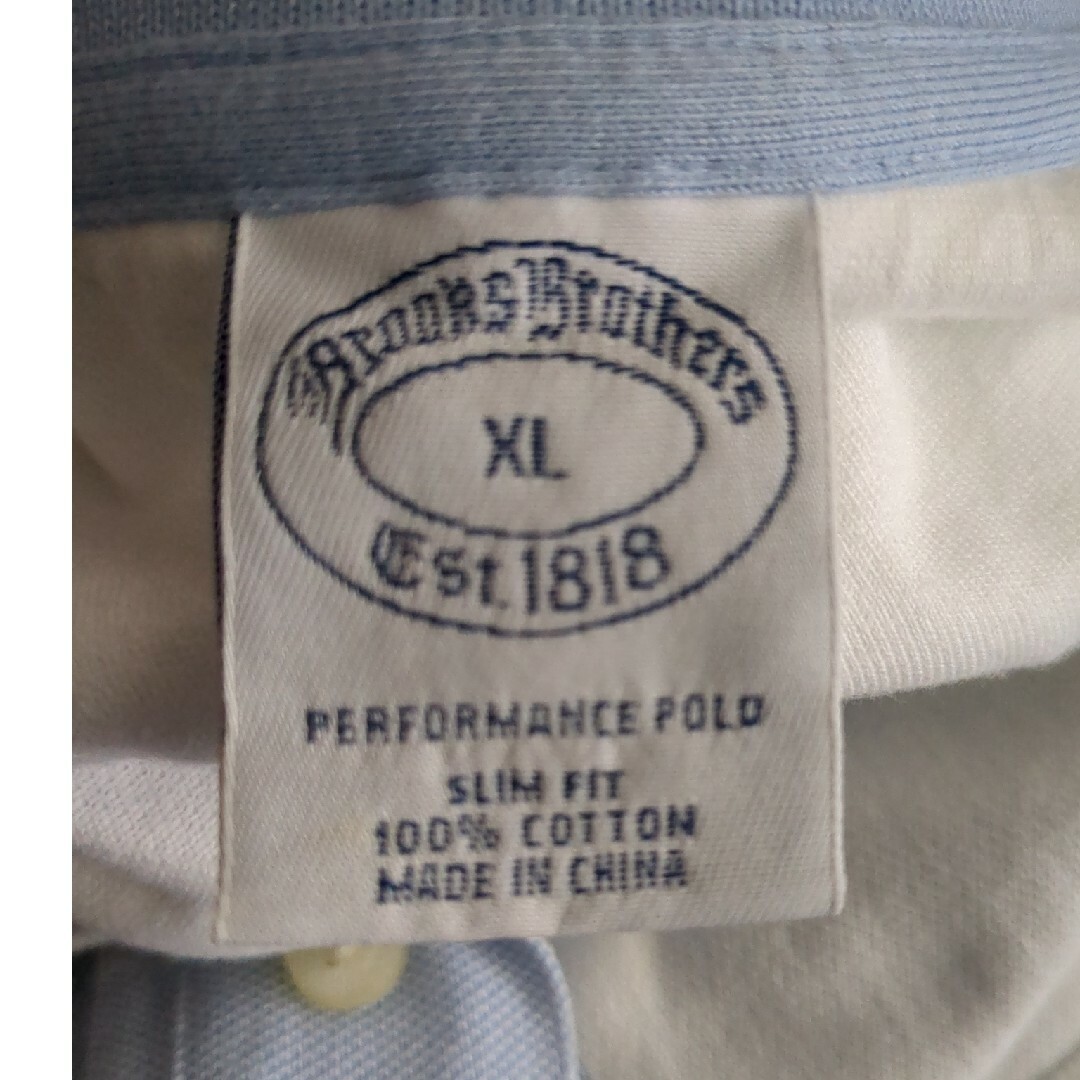 Brooks Brothers
XL
Est. 1818
PERFORMANCE POLO
SLIM FIT
100% COTTON
MADE IN CHINA